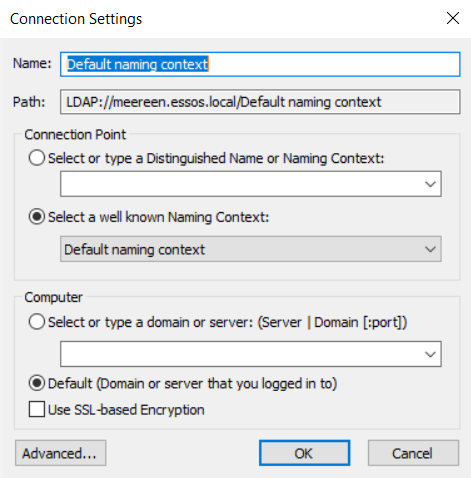 Connection Settings
Name: Default naming context
Path: LDAP://meereen.essos.local/Default naming context
Connection Point
Select or type a Distinguished Name or Naming Context:
Select a well known Naming Context:
Default naming context
Computer
Select or type a domain or server: (Server | Domain [:port])
Default (Domain or server that you logged in to)
Use SSL-based Encryption
Advanced... OK Cancel